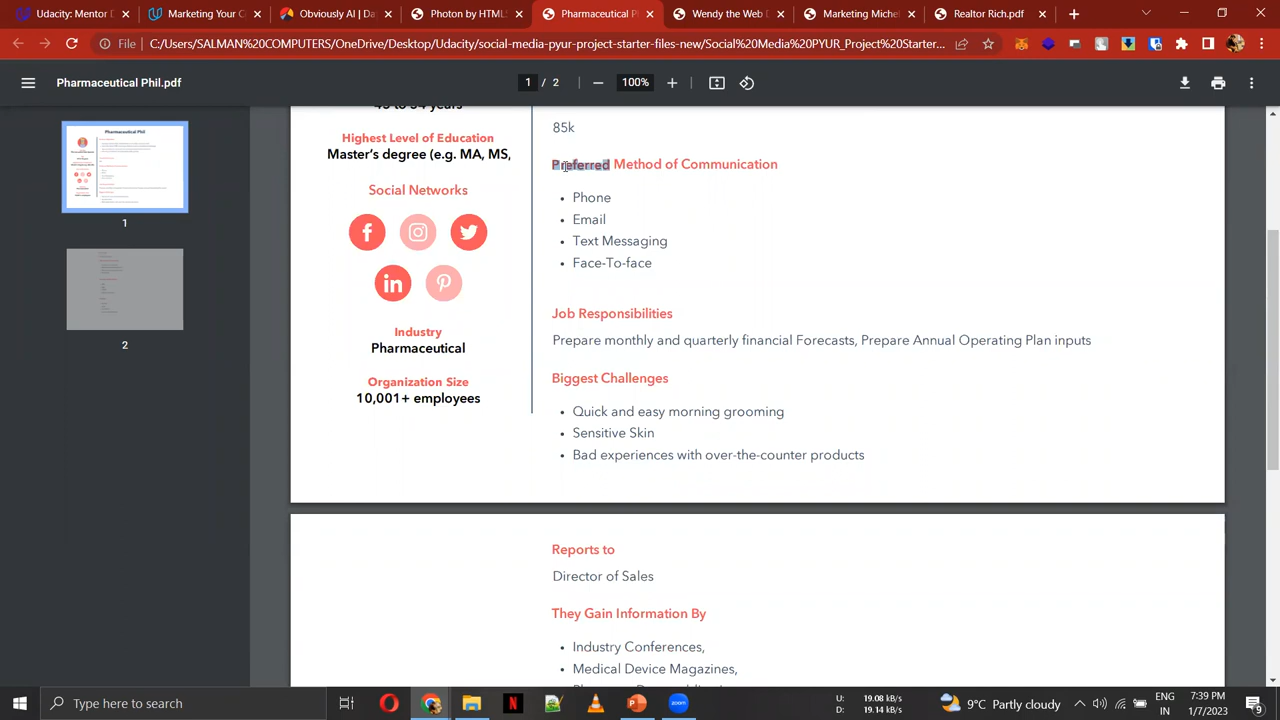 Udacity: Mentor D
Marketing Your C
Obviously AI | Da
Photon by HTML5
Pharmaceutical P
Wendy the Web D
Marketing Michel
Realtor Rich.pdf
File
C:/Users/SALMAN%20COMPUTERS/OneDrive/Desktop/Udacity/social-media-pyur-project-starter-files-new/Social%20Media%20PYUR_Project%20Starter...
Pharmaceutical Phil.pdf
1 / 2
100%
85k
Highest Level of Education
Master's degree (e.g. MA, MS,
Preferred Method of Communication
Social Networks
• Phone
• Email
• Text Messaging
• Face-To-face
Job Responsibilities
Industry
Pharmaceutical
Prepare monthly and quarterly financial Forecasts, Prepare Annual Operating Plan inputs
Biggest Challenges
Organization Size
10,001+ employees
• Quick and easy morning grooming
• Sensitive Skin
• Bad experiences with over-the-counter products
Reports to
Director of Sales
They Gain Information By
• Industry Conferences,
• Medical Device Magazines,
1
2
Type here to search
U: 19.08 kB/s
D: 19.14 kB/s
9°C Partly cloudy
ENG
IN
7:39 PM
1/7/2023